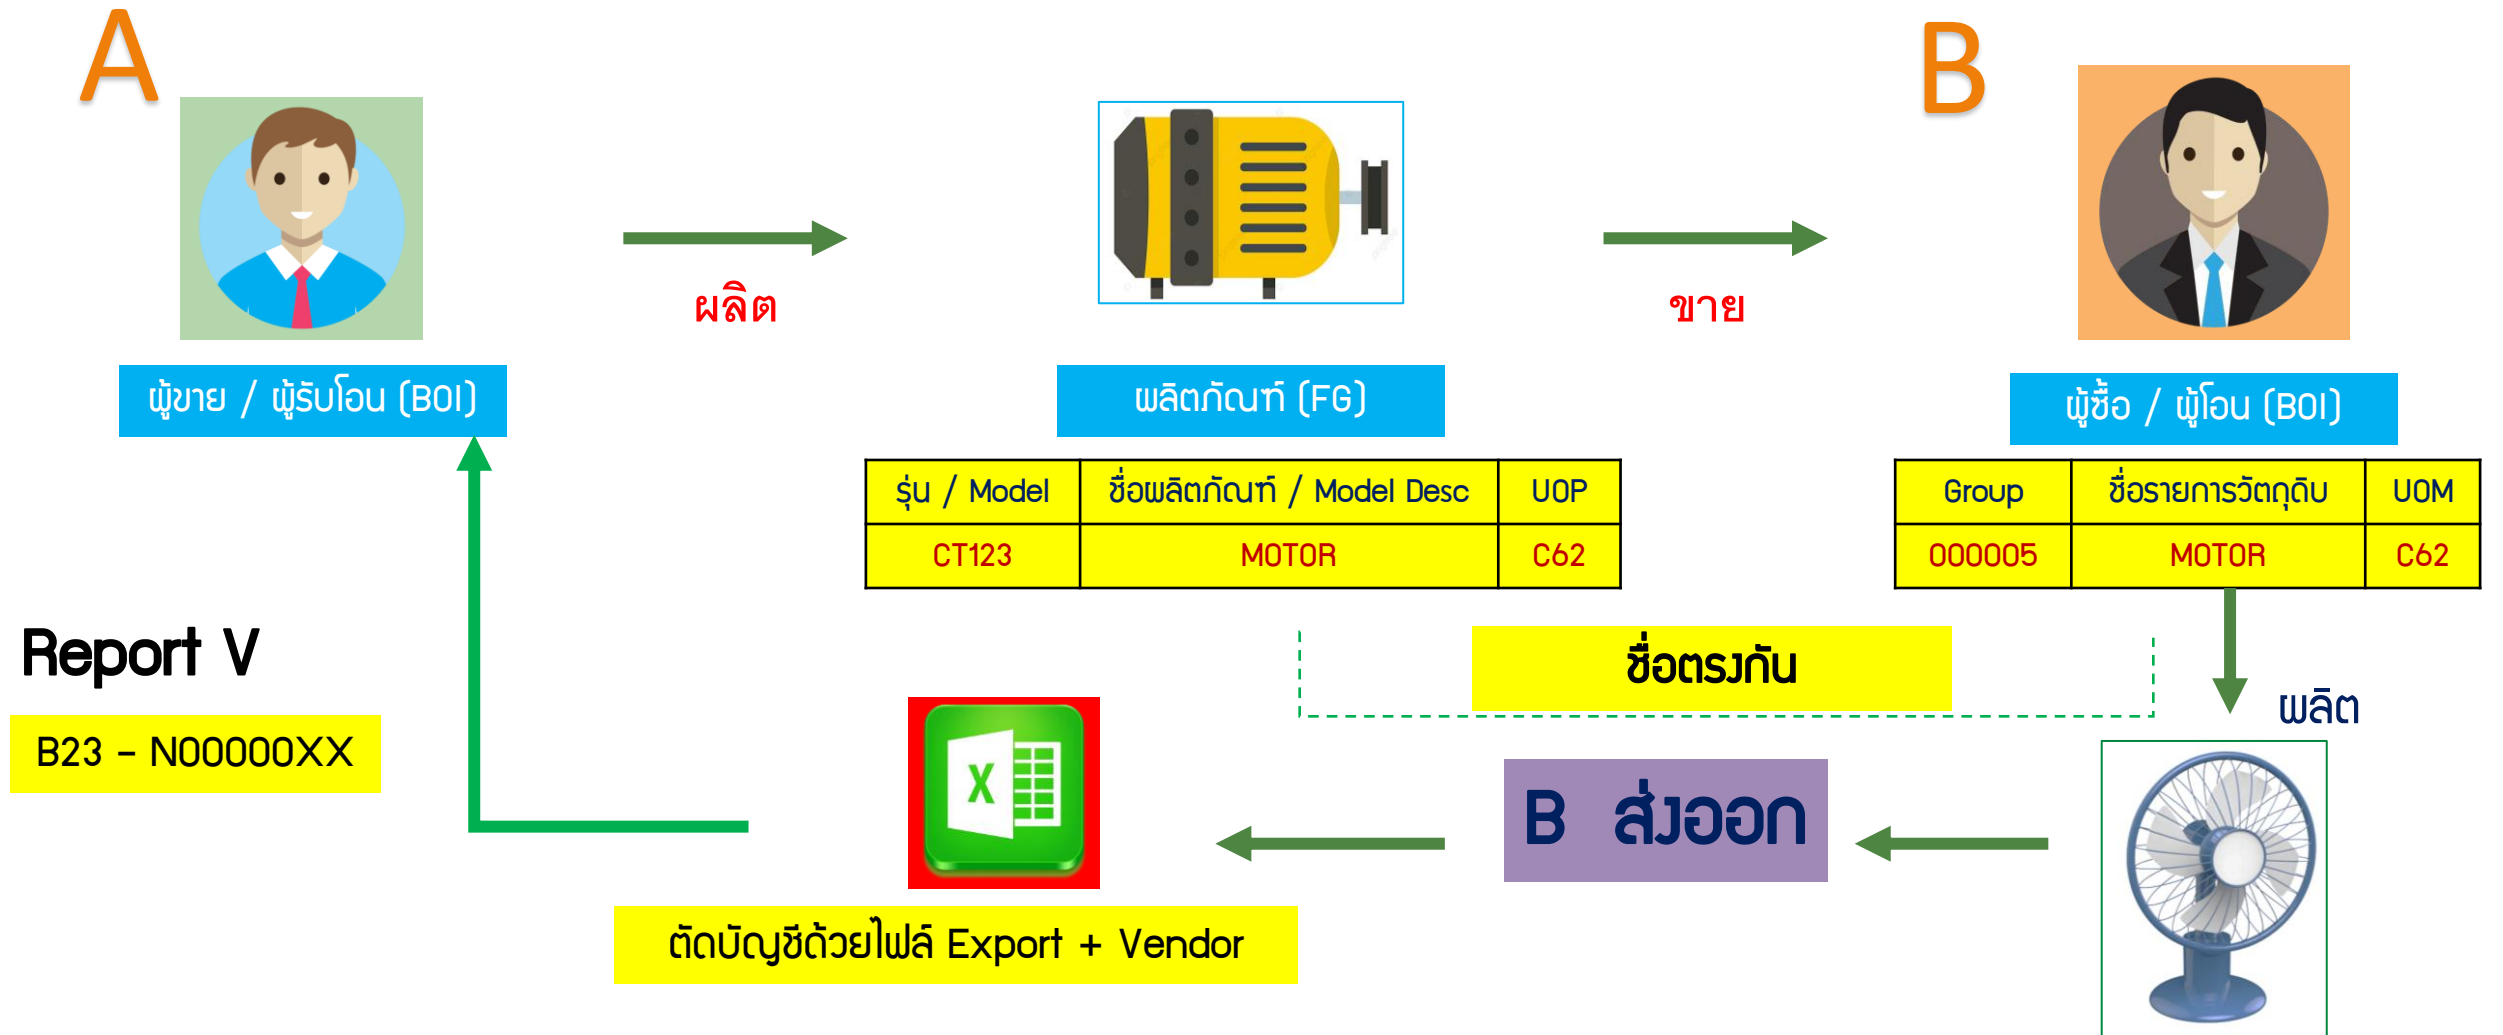 A
B
ผลิต
ขาย
ผู้ขาย / ผู้รับโอน (BOI)
ผลิตภัณฑ์ (FG)
ผู้ซื้อ / ผู้โอน (BOI)
รุ่น / Model ชื่อผลิตภัณฑ์ / Model Desc UOP
CT123 MOTOR C62
Group ชื่อรายการวัตถุดิบ UOM
000005 MOTOR C62
Report V
B23 - N00000XX
ชื่อตรงกัน
ผลิต
B ส่งออก
X
ตัดบัญชีด้วยไฟล์ Export + Vendor